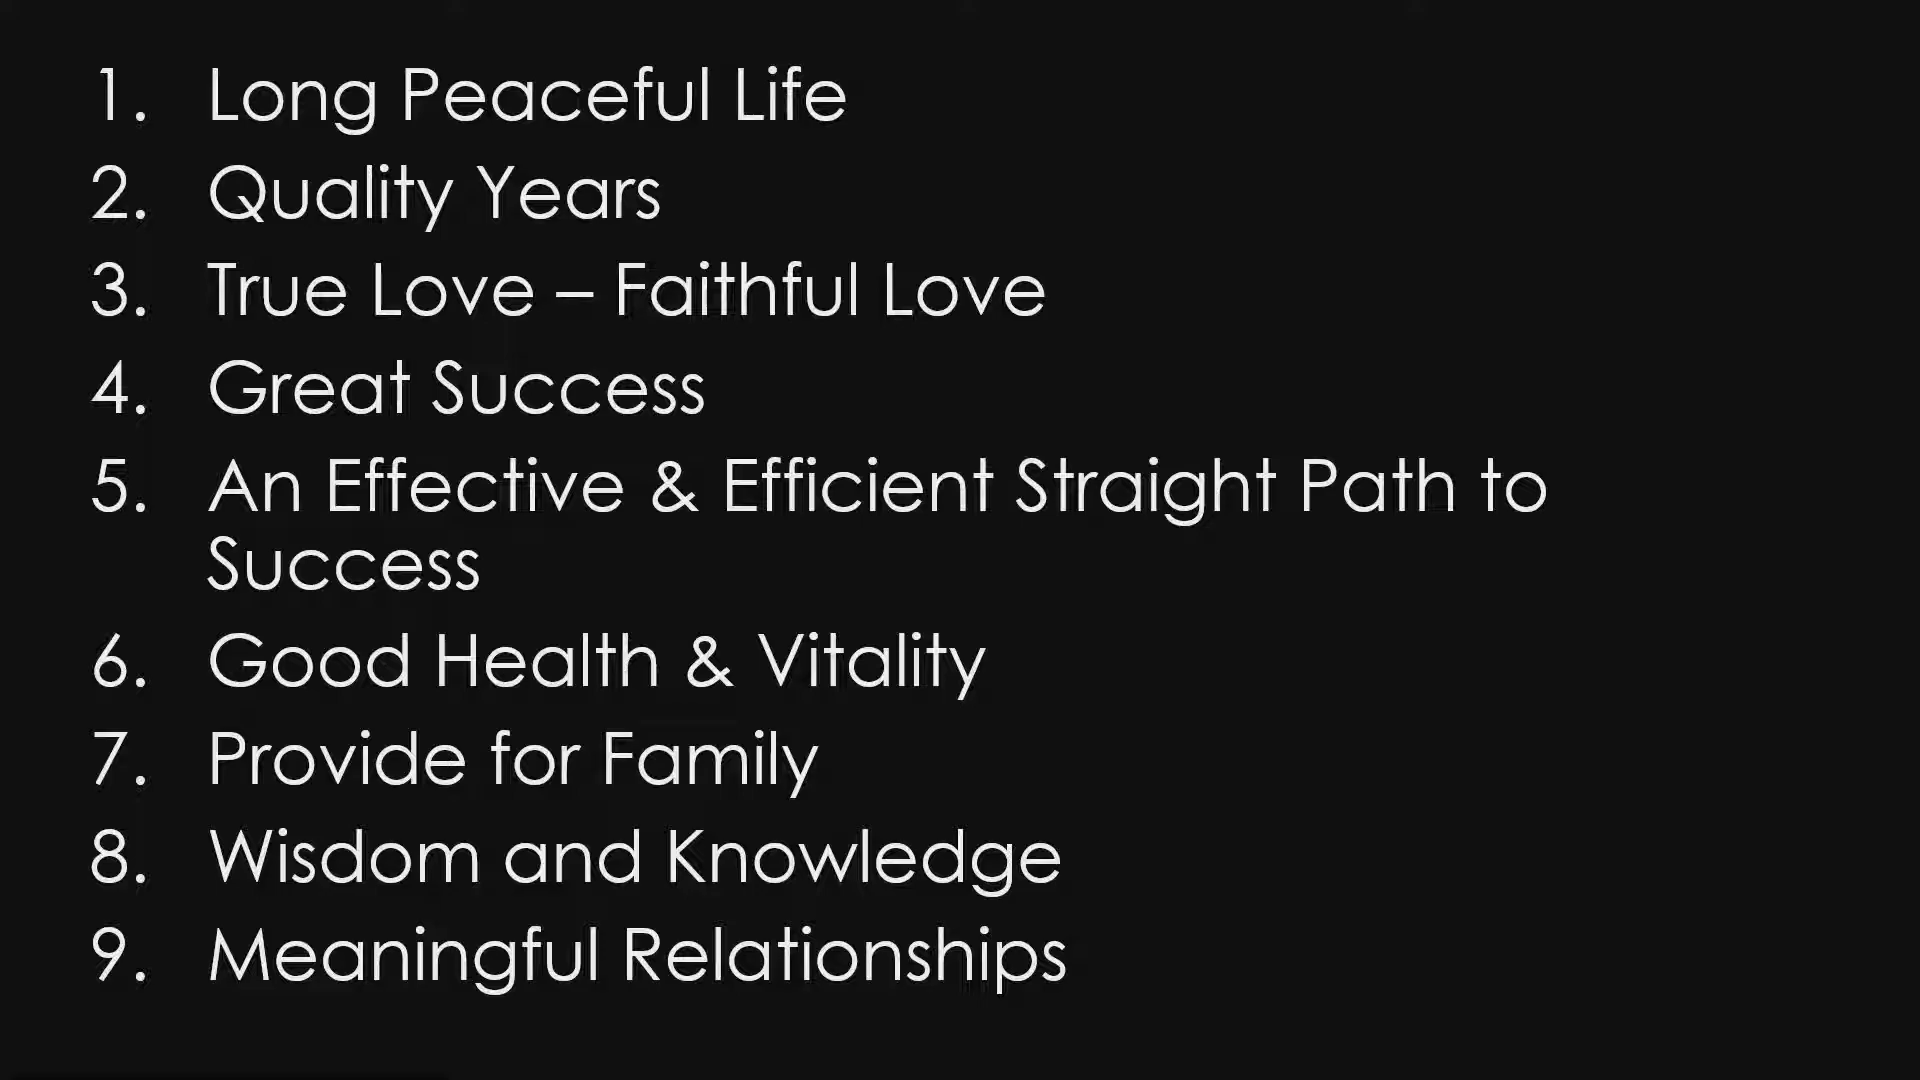 1. Long Peaceful Life
2. Quality Years
3. True Love – Faithful Love
4. Great Success
5. An Effective & Efficient Straight Path to
Success
6. Good Health & Vitality
7. Provide for Family
8. Wisdom and Knowledge
9. Meaningful Relationships